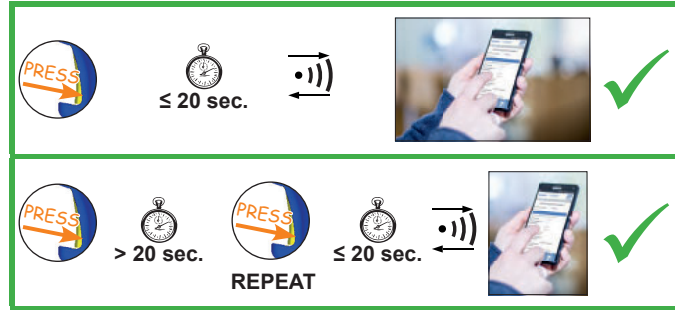 PRESS
≤ 20 sec.
PRESS
> 20 sec.
PRESS
REPEAT
≤ 20 sec.